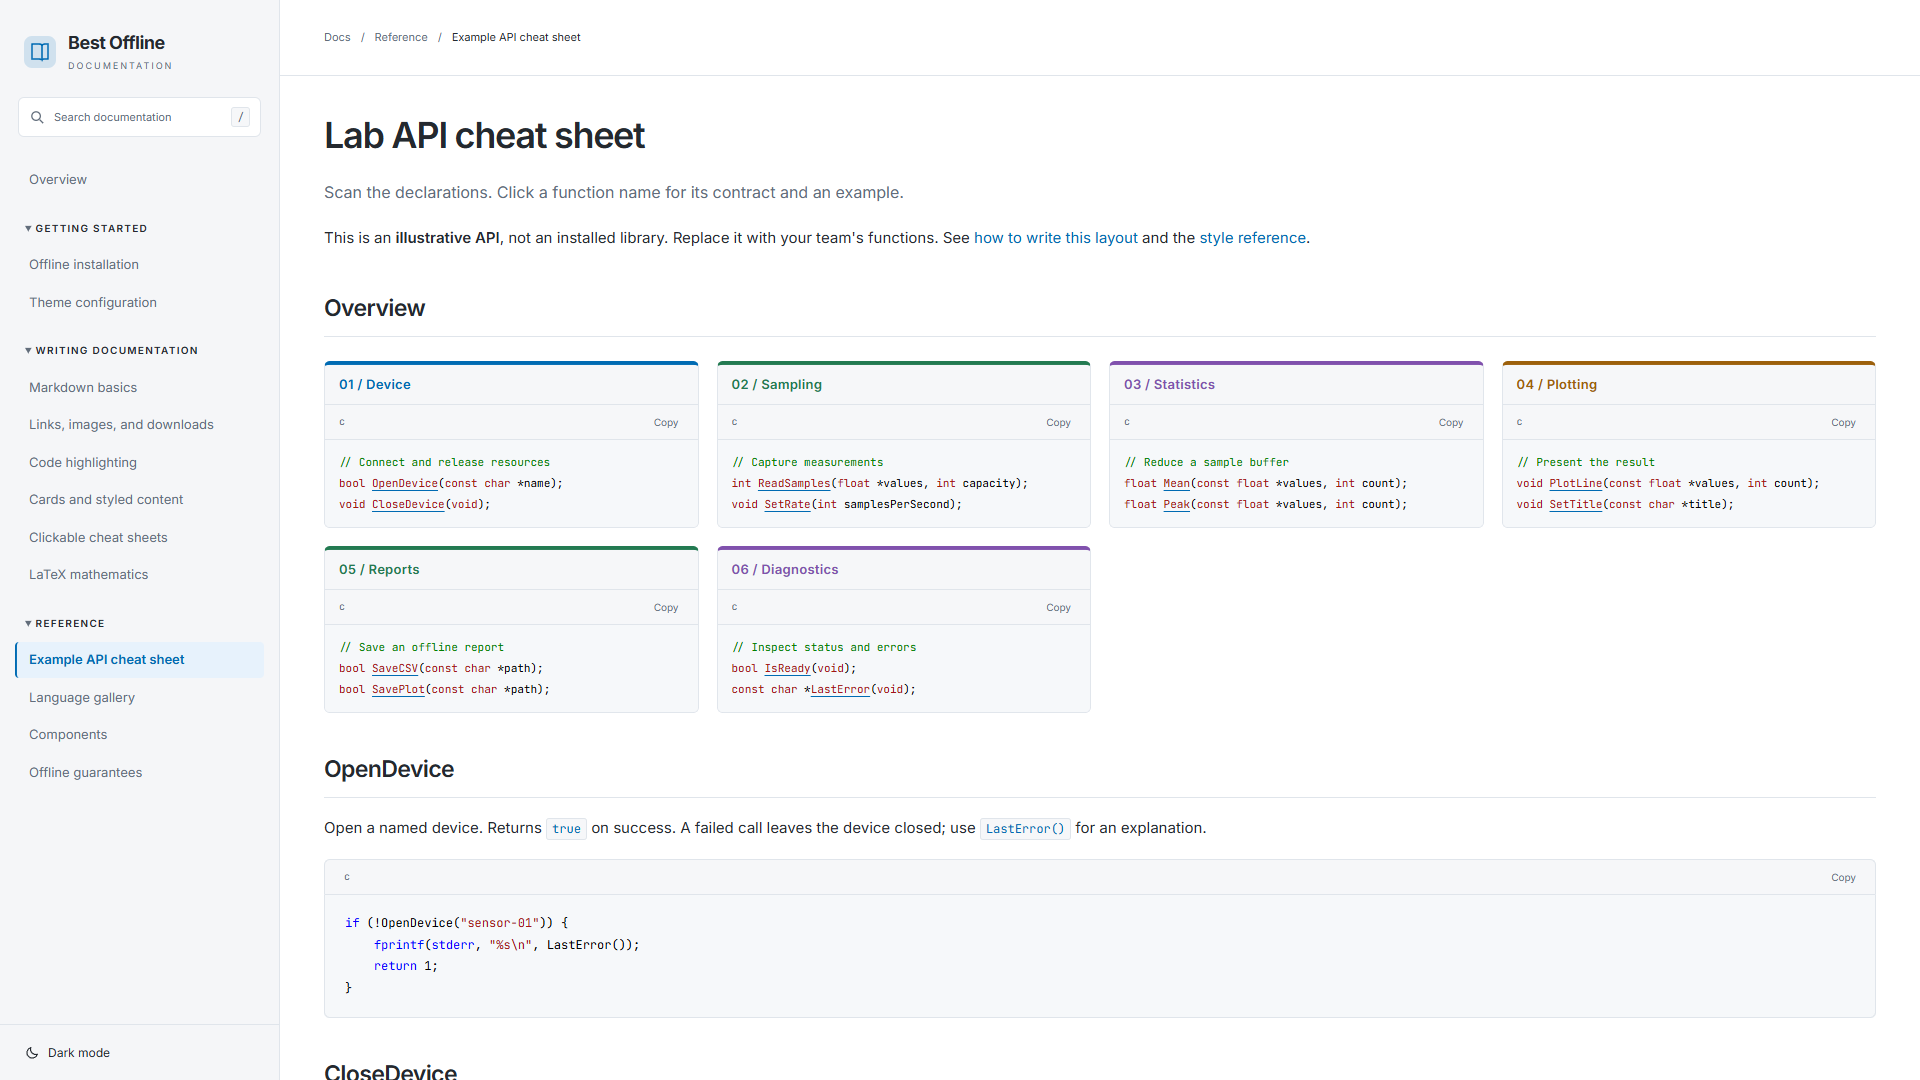 Best Offline
DOCUMENTATION
Search documentation /
Overview
▾ GETTING STARTED
Offline installation
Theme configuration
▾ WRITING DOCUMENTATION
Markdown basics
Links, images, and downloads
Code highlighting
Cards and styled content
Clickable cheat sheets
LaTeX mathematics
▾ REFERENCE
Example API cheat sheet
Language gallery
Components
Offline guarantees
Dark mode
Docs / Reference / Example API cheat sheet
Lab API cheat sheet
Scan the declarations. Click a function name for its contract and an example.
This is an illustrative API, not an installed library. Replace it with your team's functions. See how to write this layout and the style reference.
Overview
01 / Device
c Copy
// Connect and release resources
bool OpenDevice(const char *name);
void CloseDevice(void);
02 / Sampling
c Copy
// Capture measurements
int ReadSamples(float *values, int capacity);
void SetRate(int samplesPerSecond);
03 / Statistics
c Copy
// Reduce a sample buffer
float Mean(const float *values, int count);
float Peak(const float *values, int count);
04 / Plotting
c Copy
// Present the result
void PlotLine(const float *values, int count);
void SetTitle(const char *title);
05 / Reports
c Copy
// Save an offline report
bool SaveCSV(const char *path);
bool SavePlot(const char *path);
06 / Diagnostics
c Copy
// Inspect status and errors
bool IsReady(void);
const char *LastError(void);
OpenDevice
Open a named device. Returns true on success. A failed call leaves the device closed; use LastError() for an explanation.
c Copy
if (!OpenDevice("sensor-01")) {
    fprintf(stderr, "%s\n", LastError());
    return 1;
}
CloseDevice